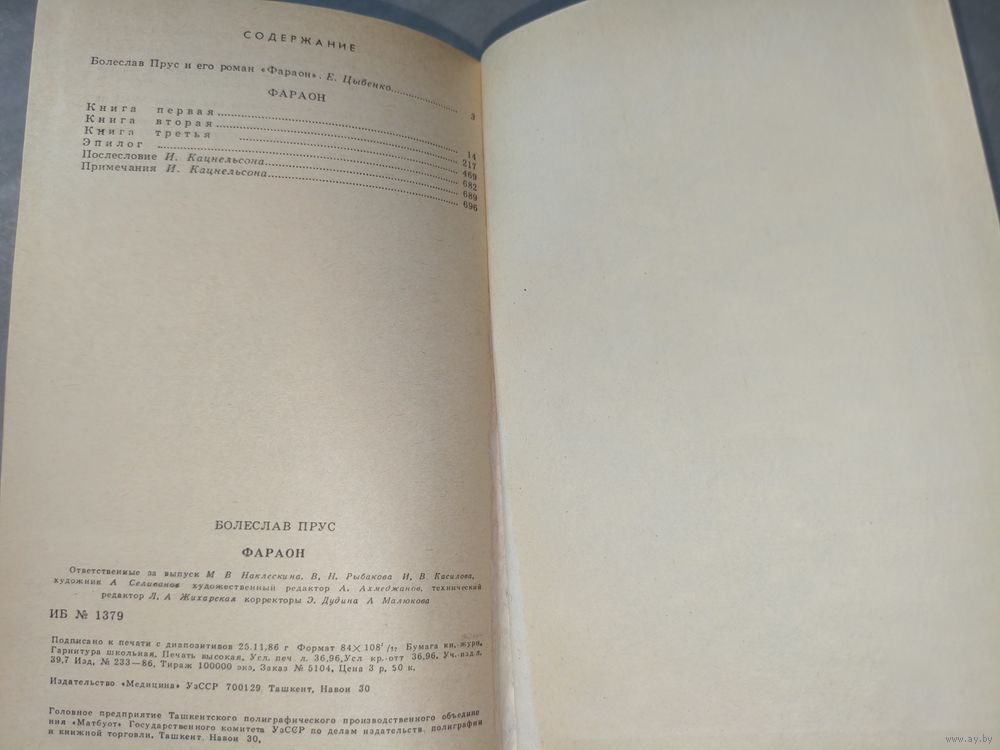 СОДЕРЖАНИЕ
Болеслав Прус и его роман «Фараон». Е. Цыбенко 3
ФАРАОН
Книга первая 14
Книга вторая 217
Книга третья 469
Эпилог 682
Послесловие И. Кацнельсона 689
Примечания И. Кацнельсона 696
БОЛЕСЛАВ ПРУС
ФАРАОН
Ответственные за выпуск М В Наклескина, В, Н. Рыбакова И, В. Касилова,
художник А Селиванов художественный редактор А. Ахмеджанов, технический
редактор Л. А Жихарская корректоры Э. Дудина А Малюкова
ИБ № 1379
Подписано к печати с диапозитивов 25.11,86 г Формат 84×108¹/₃₂ Бумага кн.-журн.
Гарнитура школьная. Печать высокая. Усл. печ л. 36,96, Усл кр.-отт 36,96. Уч.-изд.л.
39,7 Изд, № 233—86, Тираж 100000 экз. Заказ № 5104, Цена 3 р, 50 к.
Издательство «Медицина» УзССР 700129, Ташкент, Навои 30
Головное предприятие Ташкентского полиграфического производственного объедине
ния «Матбуот» Государственного комитета УзССР по делам издательств, полиграфии
и книжной торговли. Ташкент, Навои 30.
www.ay.by